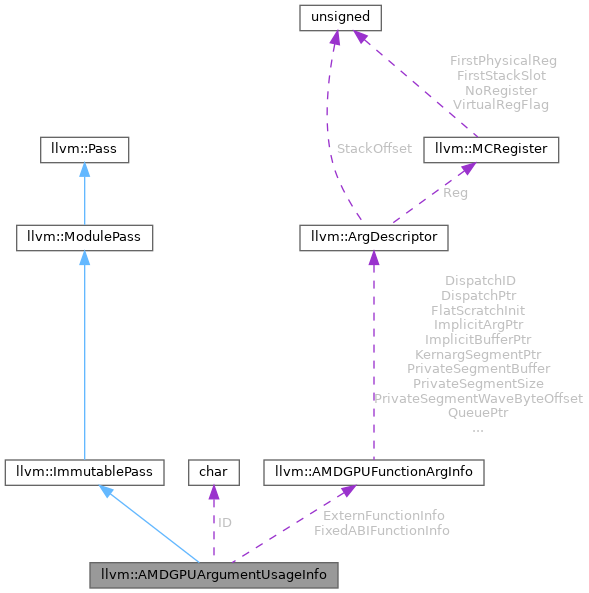 unsigned
FirstPhysicalReg
FirstStackSlot
NoRegister
VirtualRegFlag
llvm::Pass
StackOffset
llvm::MCRegister
Reg
llvm::ModulePass
llvm::ArgDescriptor
DispatchID
DispatchPtr
FlatScratchInit
ImplicitArgPtr
ImplicitBufferPtr
KernargSegmentPtr
PrivateSegmentBuffer
PrivateSegmentSize
PrivateSegmentWaveByteOffset
QueuePtr
...
llvm::ImmutablePass
char
llvm::AMDGPUFunctionArgInfo
ID
ExternFunctionInfo
FixedABIFunctionInfo
llvm::AMDGPUArgumentUsageInfo